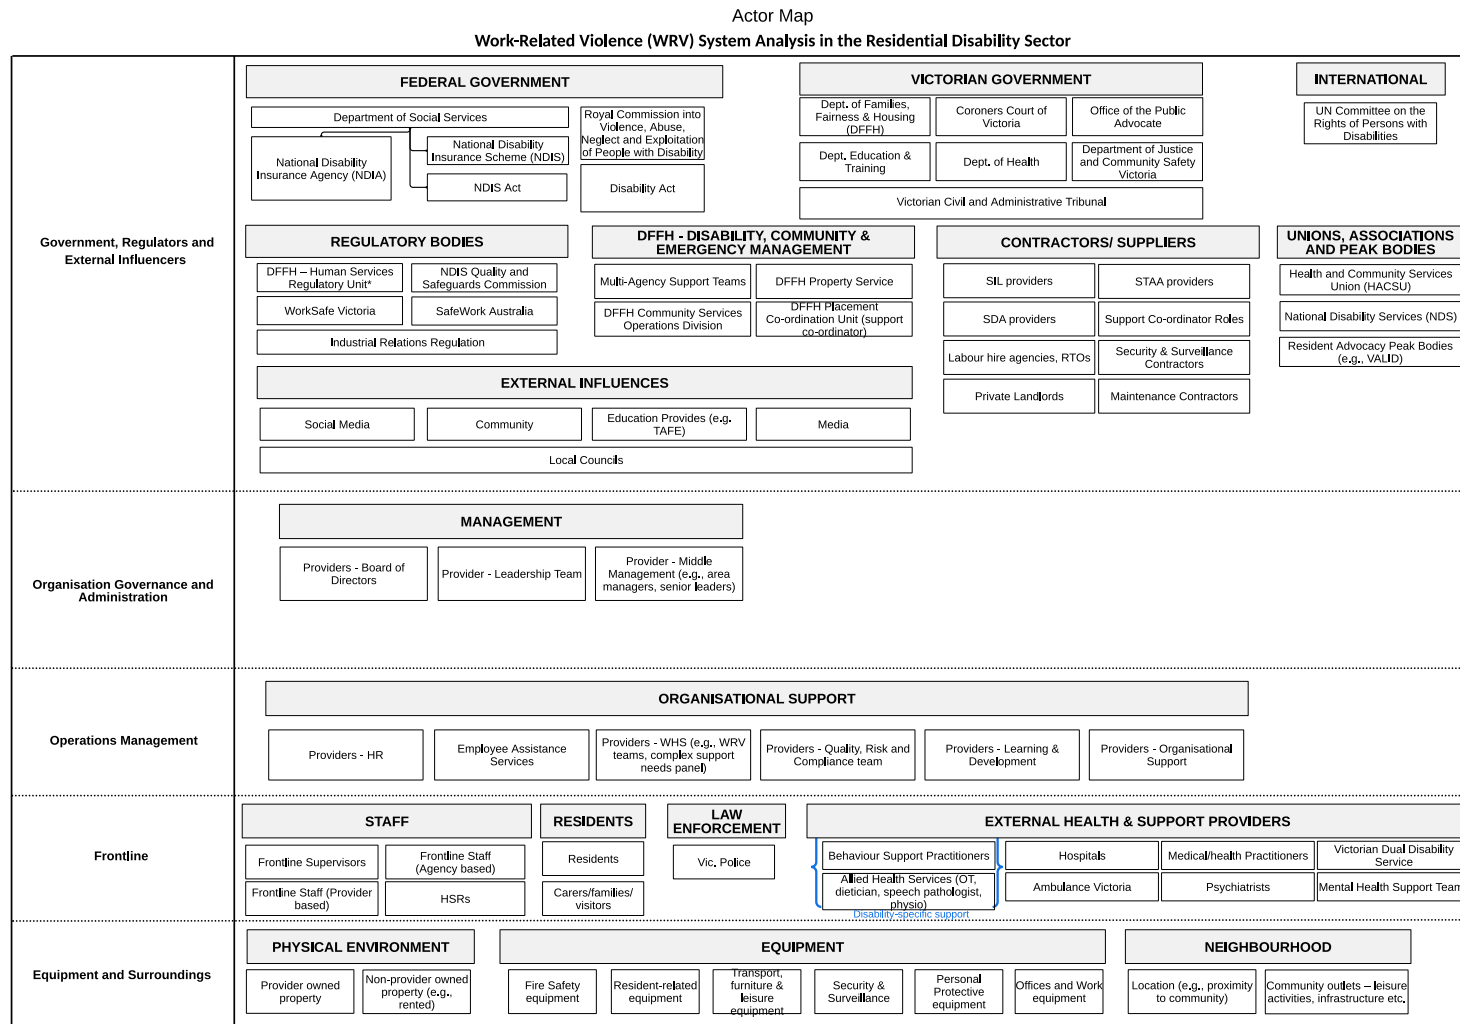 Actor Map
Work-Related Violence (WRV) System Analysis in the Residential Disability Sector
Government, Regulators and
External Influencers
FEDERAL GOVERNMENT
Department of Social Services
National Disability
Insurance Agency (NDIA)
National Disability
Insurance Scheme (NDIS)
NDIS Act
Royal Commission into
Violence, Abuse,
Neglect and Exploitation
of People with Disability
Disability Act
VICTORIAN GOVERNMENT
Dept. of Families,
Fairness & Housing
(DFFH)
Coroners Court of
Victoria
Office of the Public
Advocate
Dept. Education &
Training
Dept. of Health
Department of Justice
and Community Safety
Victoria
Victorian Civil and Administrative Tribunal
INTERNATIONAL
UN Committee on the
Rights of Persons with
Disabilities
REGULATORY BODIES
DFFH – Human Services
Regulatory Unit*
NDIS Quality and
Safeguards Commission
WorkSafe Victoria
SafeWork Australia
Industrial Relations Regulation
DFFH - DISABILITY, COMMUNITY &
EMERGENCY MANAGEMENT
Multi-Agency Support Teams
DFFH Property Service
DFFH Community Services
Operations Division
DFFH Placement
Co-ordination Unit (support
co-ordinator)
CONTRACTORS/ SUPPLIERS
SIL providers
STAA providers
SDA providers
Support Co-ordinator Roles
Labour hire agencies, RTOs
Security & Surveillance
Contractors
Private Landlords
Maintenance Contractors
UNIONS, ASSOCIATIONS
AND PEAK BODIES
Health and Community Services
Union (HACSU)
National Disability Services (NDS)
Resident Advocacy Peak Bodies
(e.g., VALID)
EXTERNAL INFLUENCES
Social Media
Community
Education Provides (e.g.
TAFE)
Media
Local Councils
Organisation Governance and
Administration
MANAGEMENT
Providers - Board of
Directors
Provider - Leadership Team
Provider - Middle
Management (e.g., area
managers, senior leaders)
Operations Management
ORGANISATIONAL SUPPORT
Providers - HR
Employee Assistance
Services
Providers - WHS (e.g., WRV
teams, complex support
needs panel)
Providers - Quality, Risk and
Compliance team
Providers - Learning &
Development
Providers - Organisational
Support
Frontline
STAFF
Frontline Supervisors
Frontline Staff
(Agency based)
Frontline Staff (Provider
based)
HSRs
RESIDENTS
Residents
Carers/families/
visitors
LAW
ENFORCEMENT
Vic. Police
EXTERNAL HEALTH & SUPPORT PROVIDERS
Behaviour Support Practitioners
Allied Health Services (OT,
dietician, speech pathologist,
physio)
Disability-specific support
Hospitals
Medical/health Practitioners
Victorian Dual Disability
Service
Ambulance Victoria
Psychiatrists
Mental Health Support Team
Equipment and Surroundings
PHYSICAL ENVIRONMENT
Provider owned
property
Non-provider owned
property (e.g.,
rented)
EQUIPMENT
Fire Safety
equipment
Resident-related
equipment
Transport,
furniture &
leisure
equipment
Security &
Surveillance
Personal
Protective
equipment
Offices and Work
equipment
NEIGHBOURHOOD
Location (e.g., proximity
to community)
Community outlets – leisure
activities, infrastructure etc.